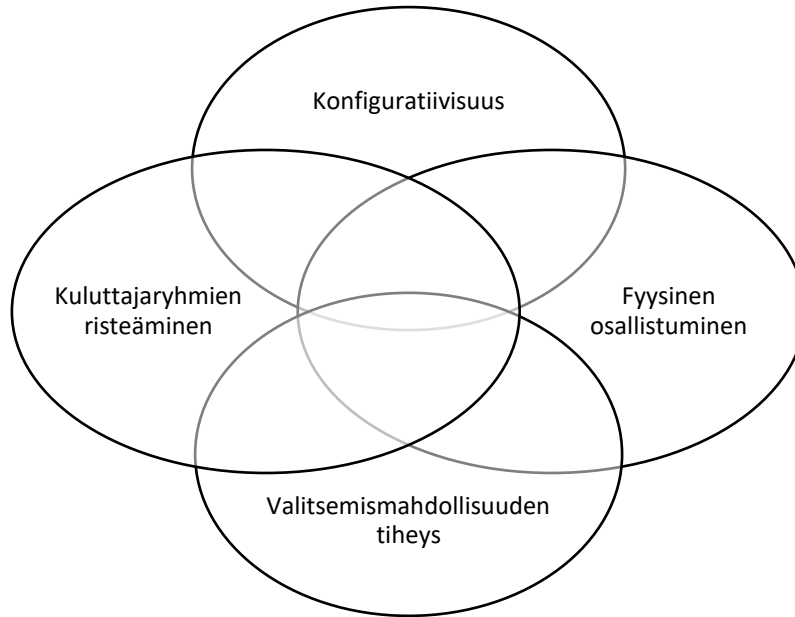 Konfiguratiivisuus
Kuluttajaryhmien
risteäminen
Fyysinen
osallistuminen
Valitsemismahdollisuuden
tiheys